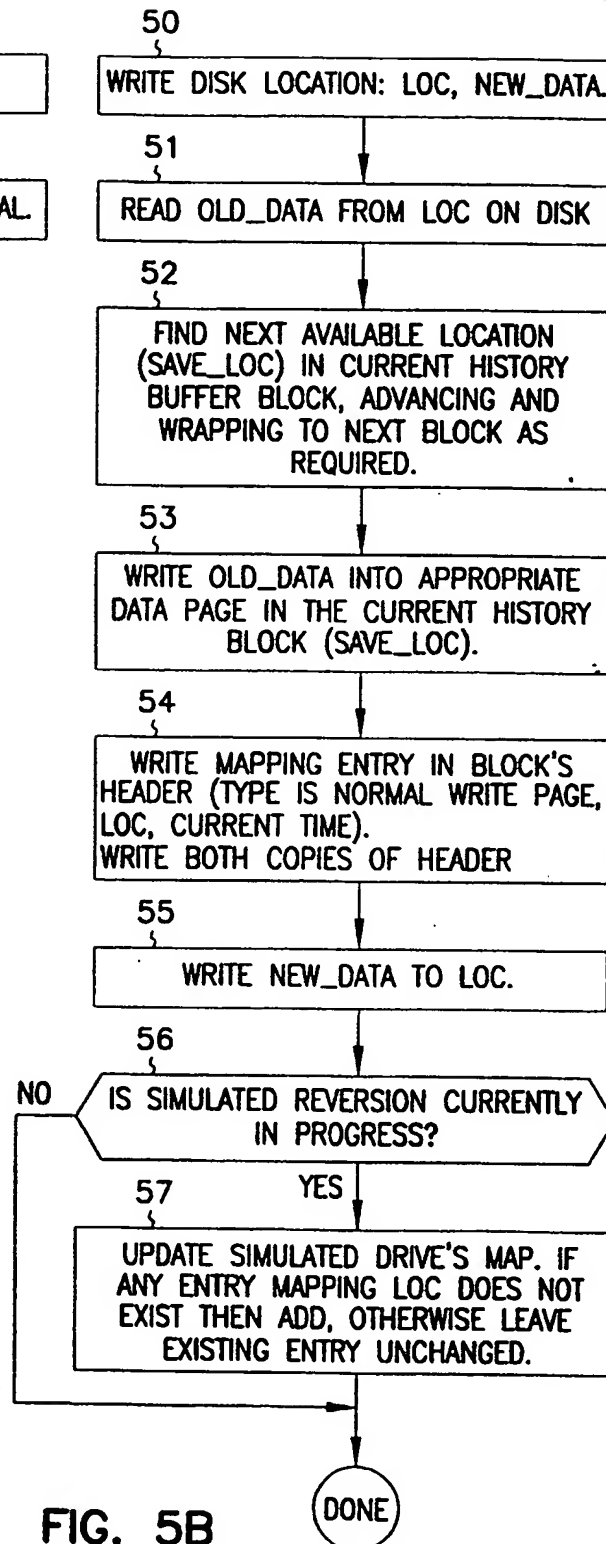 50
WRITE DISK LOCATION: LOC, NEW_DATA.
51
AL.
READ OLD_DATA FROM LOC ON DISK
52
FIND NEXT AVAILABLE LOCATION
(SAVE_LOC) IN CURRENT HISTORY
BUFFER BLOCK, ADVANCING AND
WRAPPING TO NEXT BLOCK AS
REQUIRED.
53
WRITE OLD_DATA INTO APPROPRIATE
DATA PAGE IN THE CURRENT HISTORY
BLOCK (SAVE_LOC).
54
WRITE MAPPING ENTRY IN BLOCK'S
HEADER (TYPE IS NORMAL WRITE PAGE,
LOC, CURRENT TIME).
WRITE BOTH COPIES OF HEADER
55
WRITE NEW_DATA TO LOC.
56
NO
IS SIMULATED REVERSION CURRENTLY
IN PROGRESS?
YES
57
UPDATE SIMULATED DRIVE'S MAP. IF
ANY ENTRY MAPPING LOC DOES NOT
EXIST THEN ADD, OTHERWISE LEAVE
EXISTING ENTRY UNCHANGED.
DONE
FIG. 5B